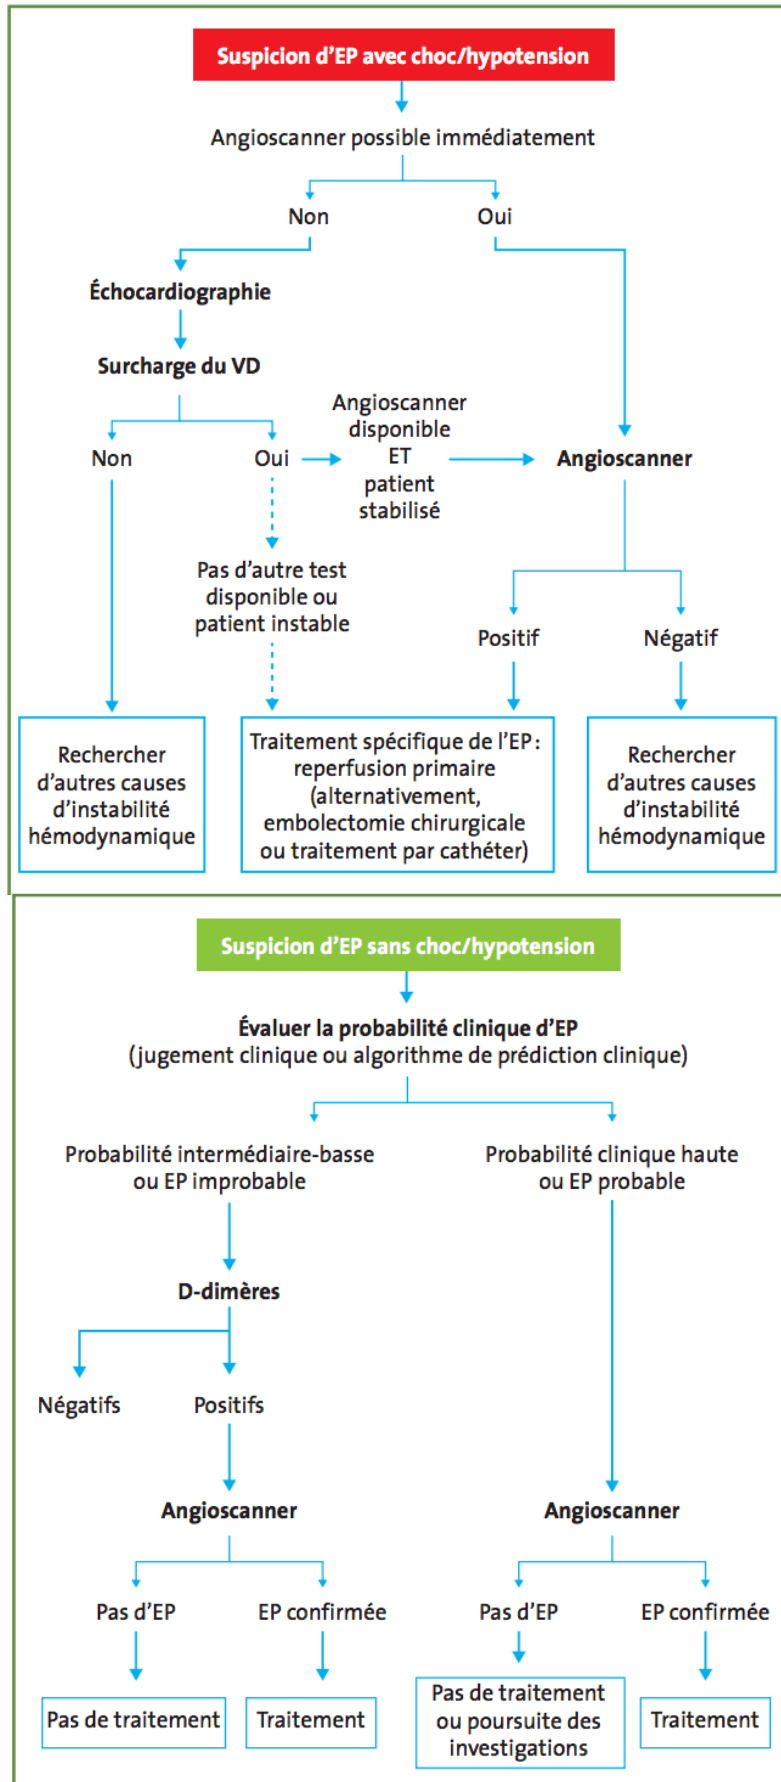 Suspicion d’EP avec choc/hypotension
Angioscanner possible immédiatement
Non
Oui
Échocardiographie
Surcharge du VD
Non
Oui
Angioscanner
disponible
ET
patient
stabilisé
Angioscanner
Pas d’autre test
disponible ou
patient instable
Positif
Négatif
Rechercher
d’autres causes
d’instabilité
hémodynamique
Traitement spécifique de l’EP :
reperfusion primaire
(alternativement,
embolectomie chirurgicale
ou traitement par cathéter)
Rechercher
d’autres causes
d’instabilité
hémodynamique
Suspicion d’EP sans choc/hypotension
Évaluer la probabilité clinique d’EP
(jugement clinique ou algorithme de prédiction clinique)
Probabilité intermédiaire-basse
ou EP improbable
Probabilité clinique haute
ou EP probable
D-dimères
Négatifs
Positifs
Angioscanner
Angioscanner
Pas d’EP
EP confirmée
Pas d’EP
EP confirmée
Pas de traitement
Traitement
Pas de traitement
ou poursuite des
investigations
Traitement